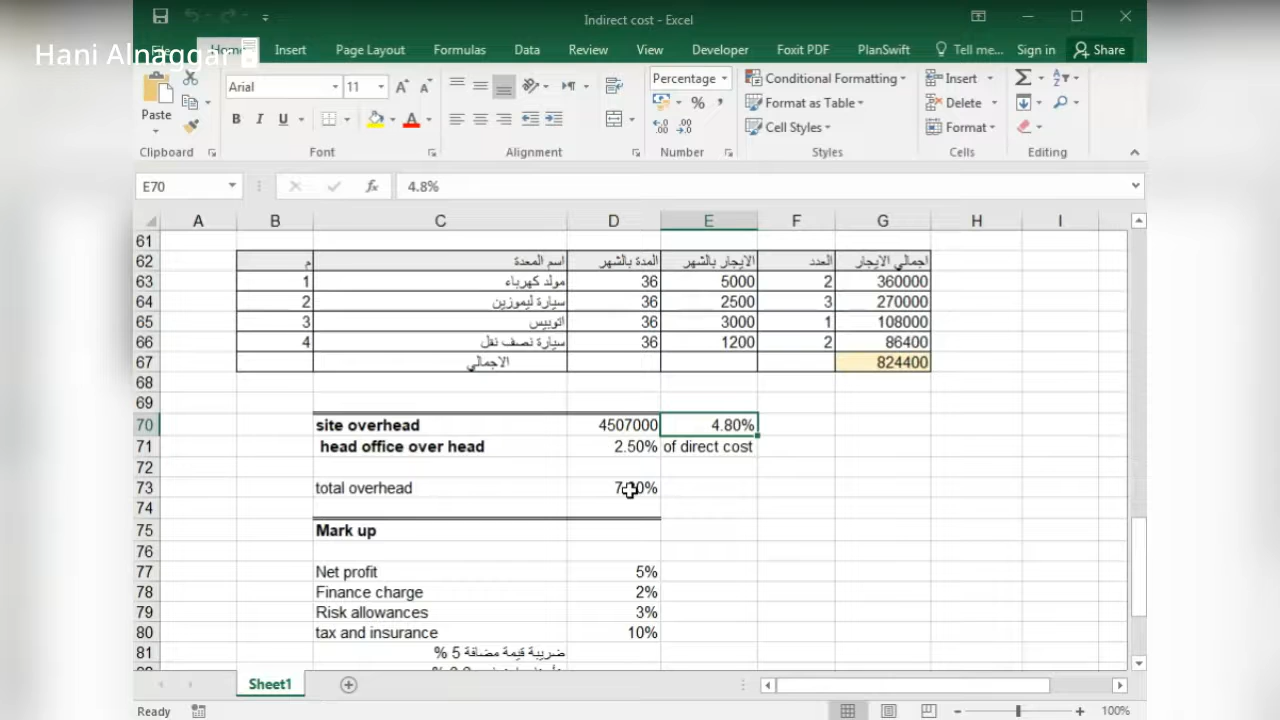 Indirect cost - Excel
Hani Alnaggar
Insert Page Layout Formulas Data Review View Developer Foxit PDF PlanSwift Tell me... Sign in Share
Paste
Arial 11
Percentage
Conditional Formatting
Format as Table
Cell Styles
Insert
Delete
Format
Clipboard Font Alignment Number Styles Cells Editing
E70 4.8%
A B C D E F G H I
61
62 م اسم المعدة المدة بالشهر الايجار بالشهر العدد اجمالي الايجار
63 1 مولد كهرباء 36 5000 2 360000
64 2 سيارة ليموزين 36 2500 3 270000
65 3 اتوبيس 36 3000 1 108000
66 4 سيارة نصف نقل 36 1200 2 86400
67 الاجمالي 824400
68
69
70 site overhead 4507000 4.80%
71 head office over head 2.50% of direct cost
72
73 total overhead
74
75 Mark up
76
77 Net profit 5%
78 Finance charge 2%
79 Risk allowances 3%
80 tax and insurance 10%
81 ضريبة قيمة مضافة 5 %
Sheet1
Ready 100%